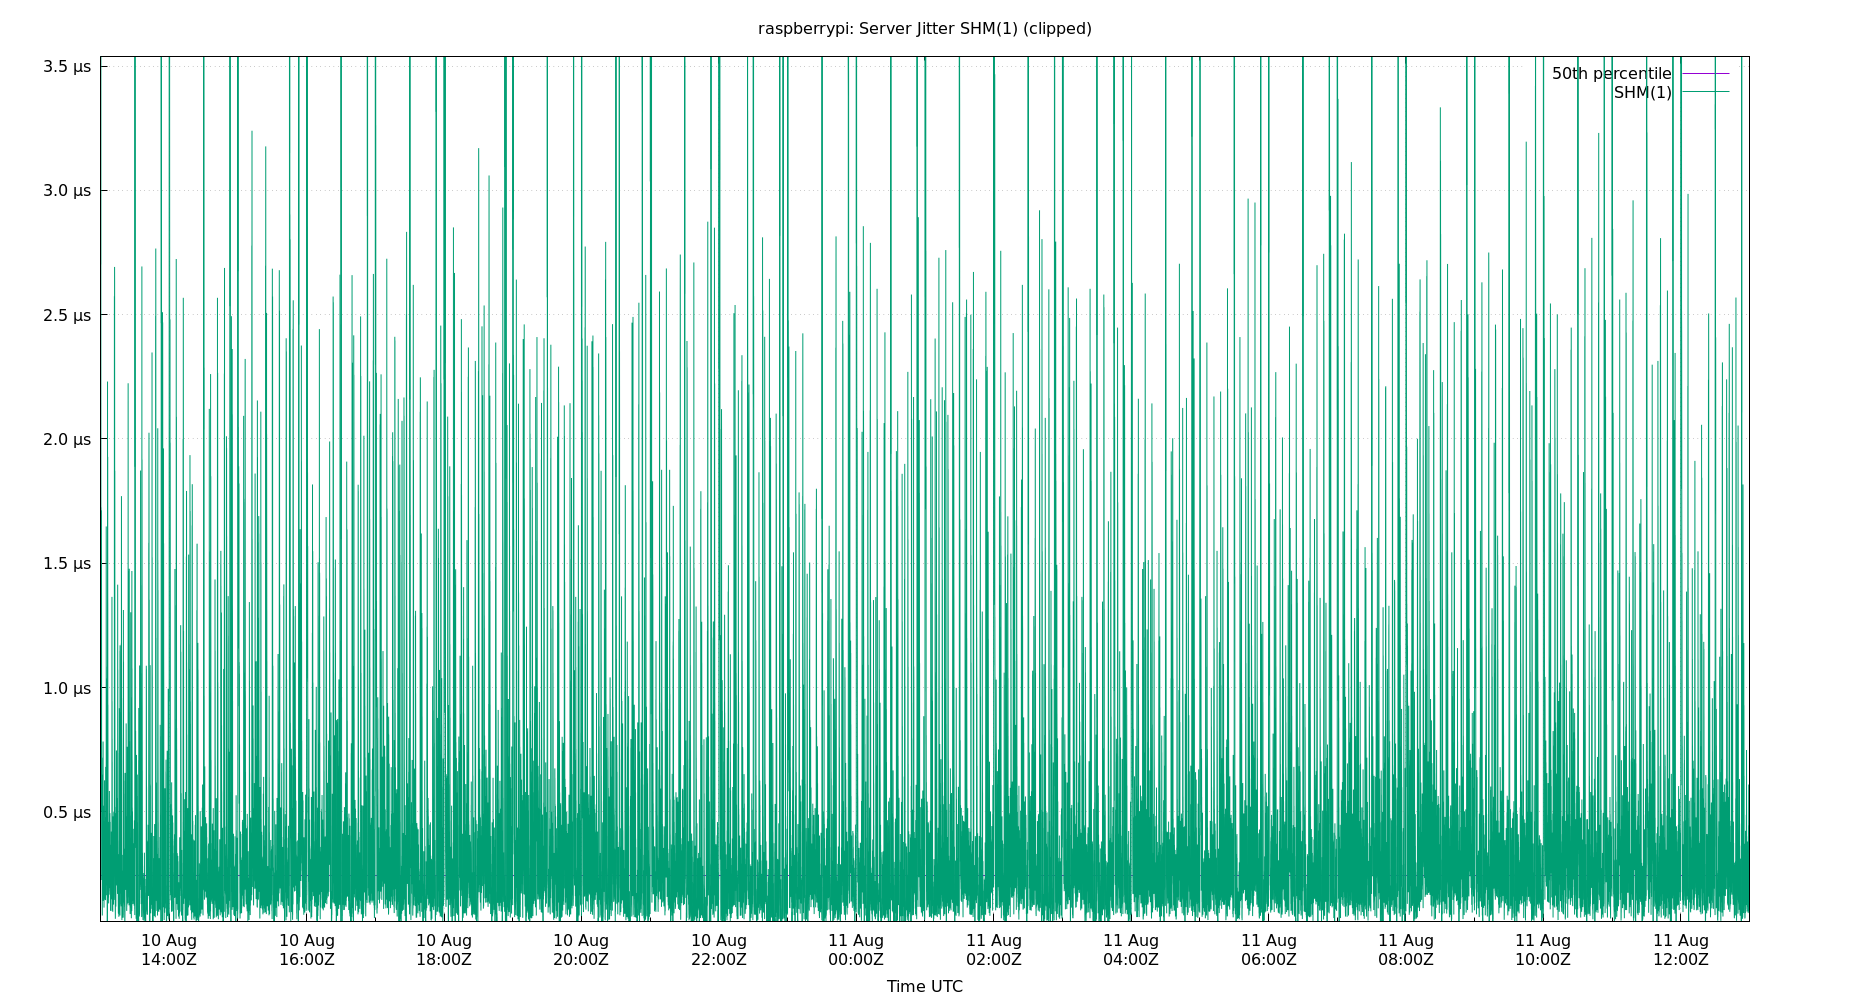 raspberrypi: Server Jitter SHM(1) (clipped)
3.5 µs
3.0 µs
2.5 µs
2.0 µs
1.5 µs
1.0 µs
0.5 µs
50th percentile
SHM(1)
10 Aug 10 Aug 10 Aug 10 Aug 10 Aug 11 Aug 11 Aug 11 Aug 11 Aug 11 Aug 11 Aug 11 Aug
14:00Z 16:00Z 18:00Z 20:00Z 22:00Z 00:00Z 02:00Z 04:00Z 06:00Z 08:00Z 10:00Z 12:00Z
Time UTC